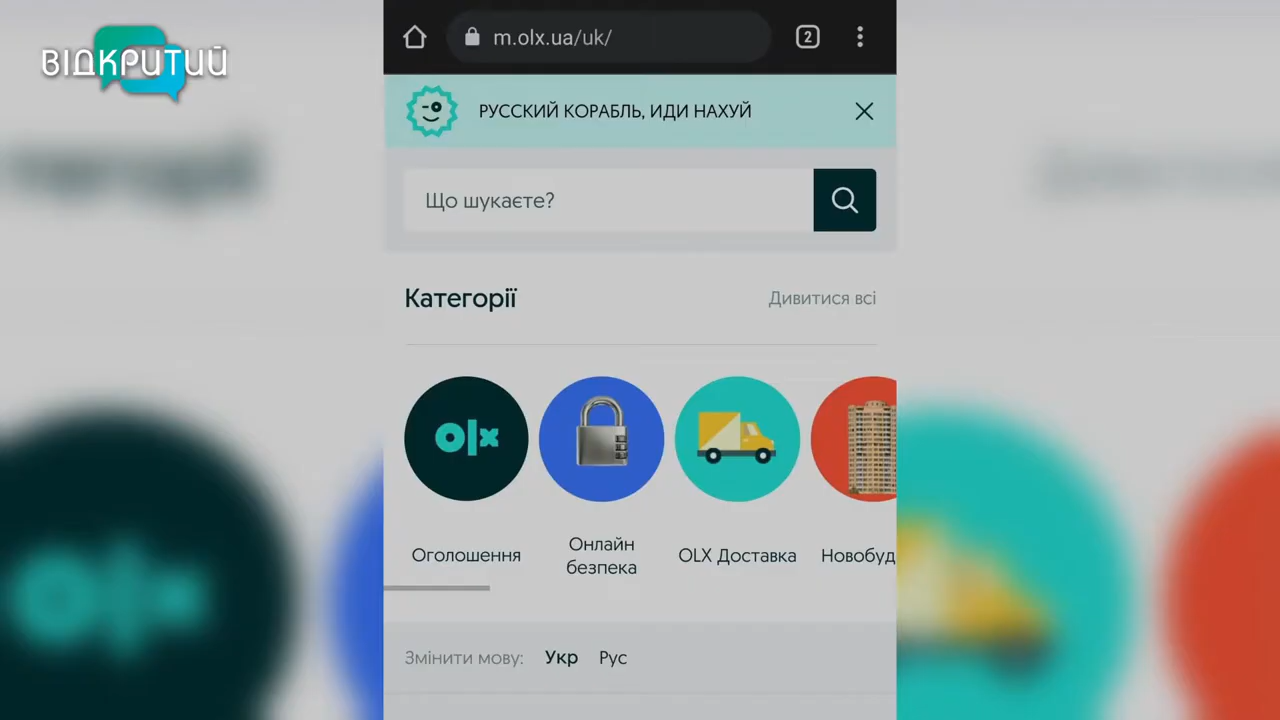 ВІДКРИТИЙ
m.olx.ua/uk/
2
РУССКИЙ КОРАБЛЬ, ИДИ НАХУЙ
Що шукаєте?
Категорії
Дивитися всі
olx
Оголошення
Онлайн
безпека
OLX Доставка
Новобуд
Змінити мову: Укр Рус